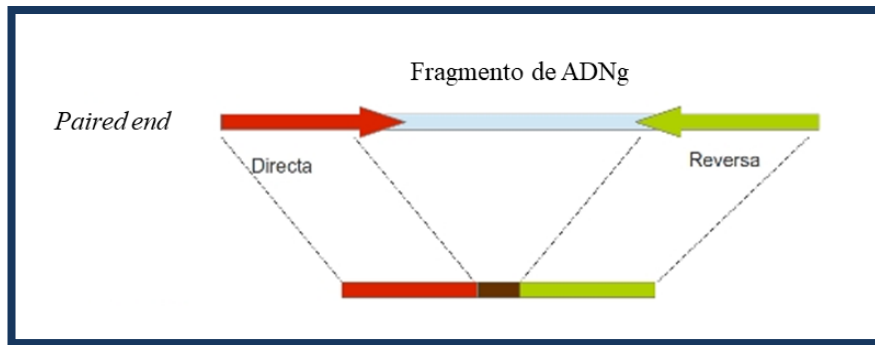 Fragmento de ADNg
Paired end
Directa
Reversa